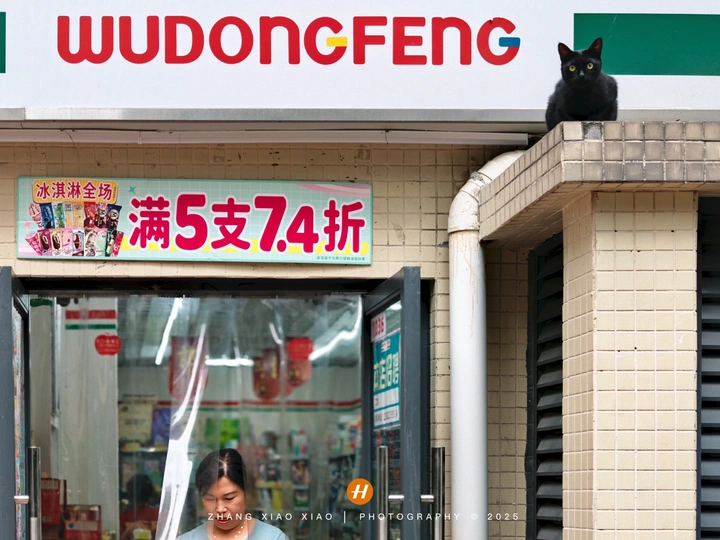 WUDONGFENG
冰淇淋全场
满5支7.4折
H
ZHANG XIAO XIAO | PHOTOGRAPHY © 2025